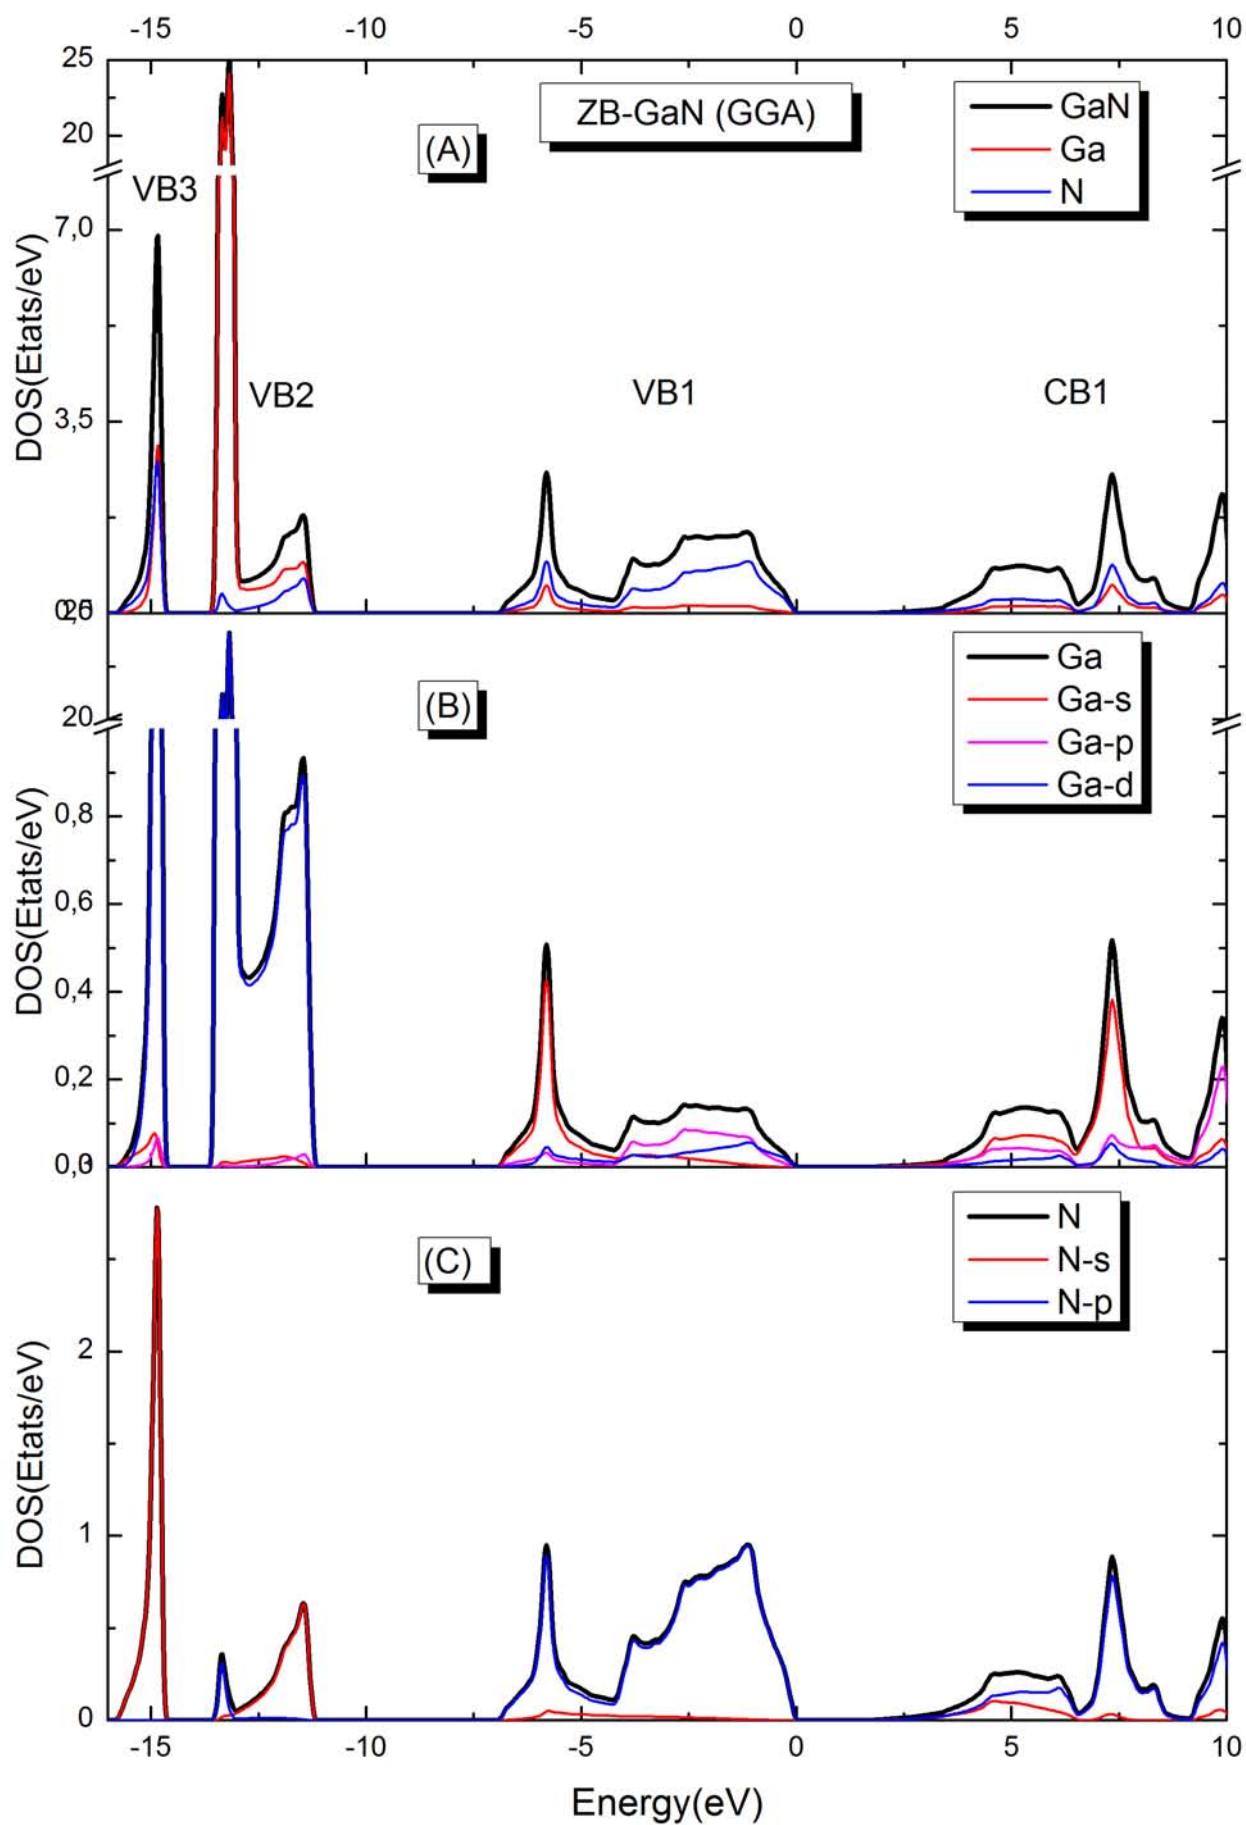 -15 -10 -5 0 5 10
25
ZB-GaN (GGA)
GaN
20
(A)
Ga
VB3
N
7,0
DOS(Etats/eV)
VB2
VB1
CB1
3,5
Ga
Ga-s
(B)
20
Ga-p
Ga-d
0,8
DOS(Etats/eV)
0,6
0,4
0,2
N
(C)
N-s
N-p
2
DOS(Etats/eV)
1
0
-15 -10 -5 0 5 10
Energy(eV)